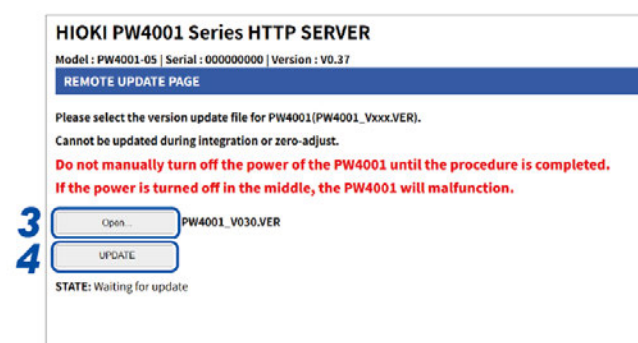 HIOKI PW4001 Series HTTP SERVER
Model : PW4001-05 | Serial : 000000000 | Version : V0.37
REMOTE UPDATE PAGE
Please select the version update file for PW4001(PW4001_Vxxx.VER).
Cannot be updated during integration or zero-adjust.
Do not manually turn off the power of the PW4001 until the procedure is completed.
If the power is turned off in the middle, the PW4001 will malfunction.
3 Open... PW4001_V030.VER
4 UPDATE
STATE: Waiting for update